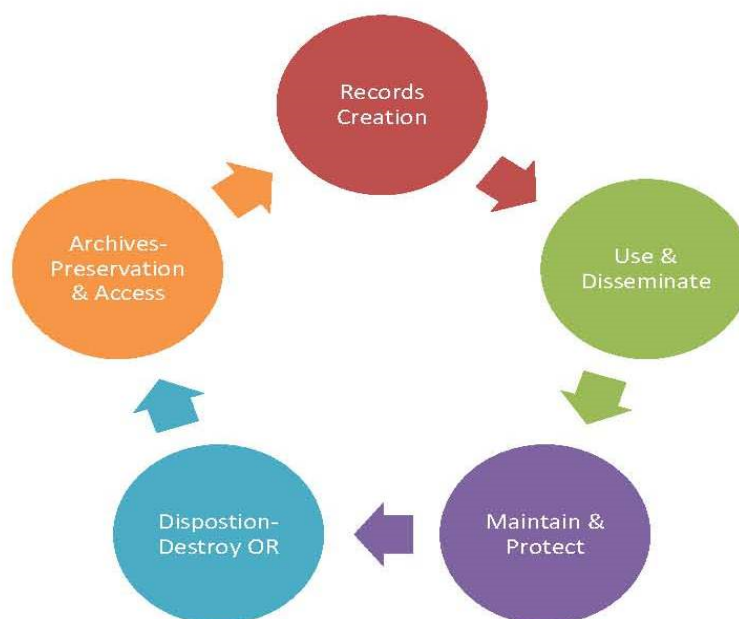 Records
Creation
Use &
Disseminate
Maintain &
Protect
Dispostion-
Destroy OR
Archives-
Preservation
& Access